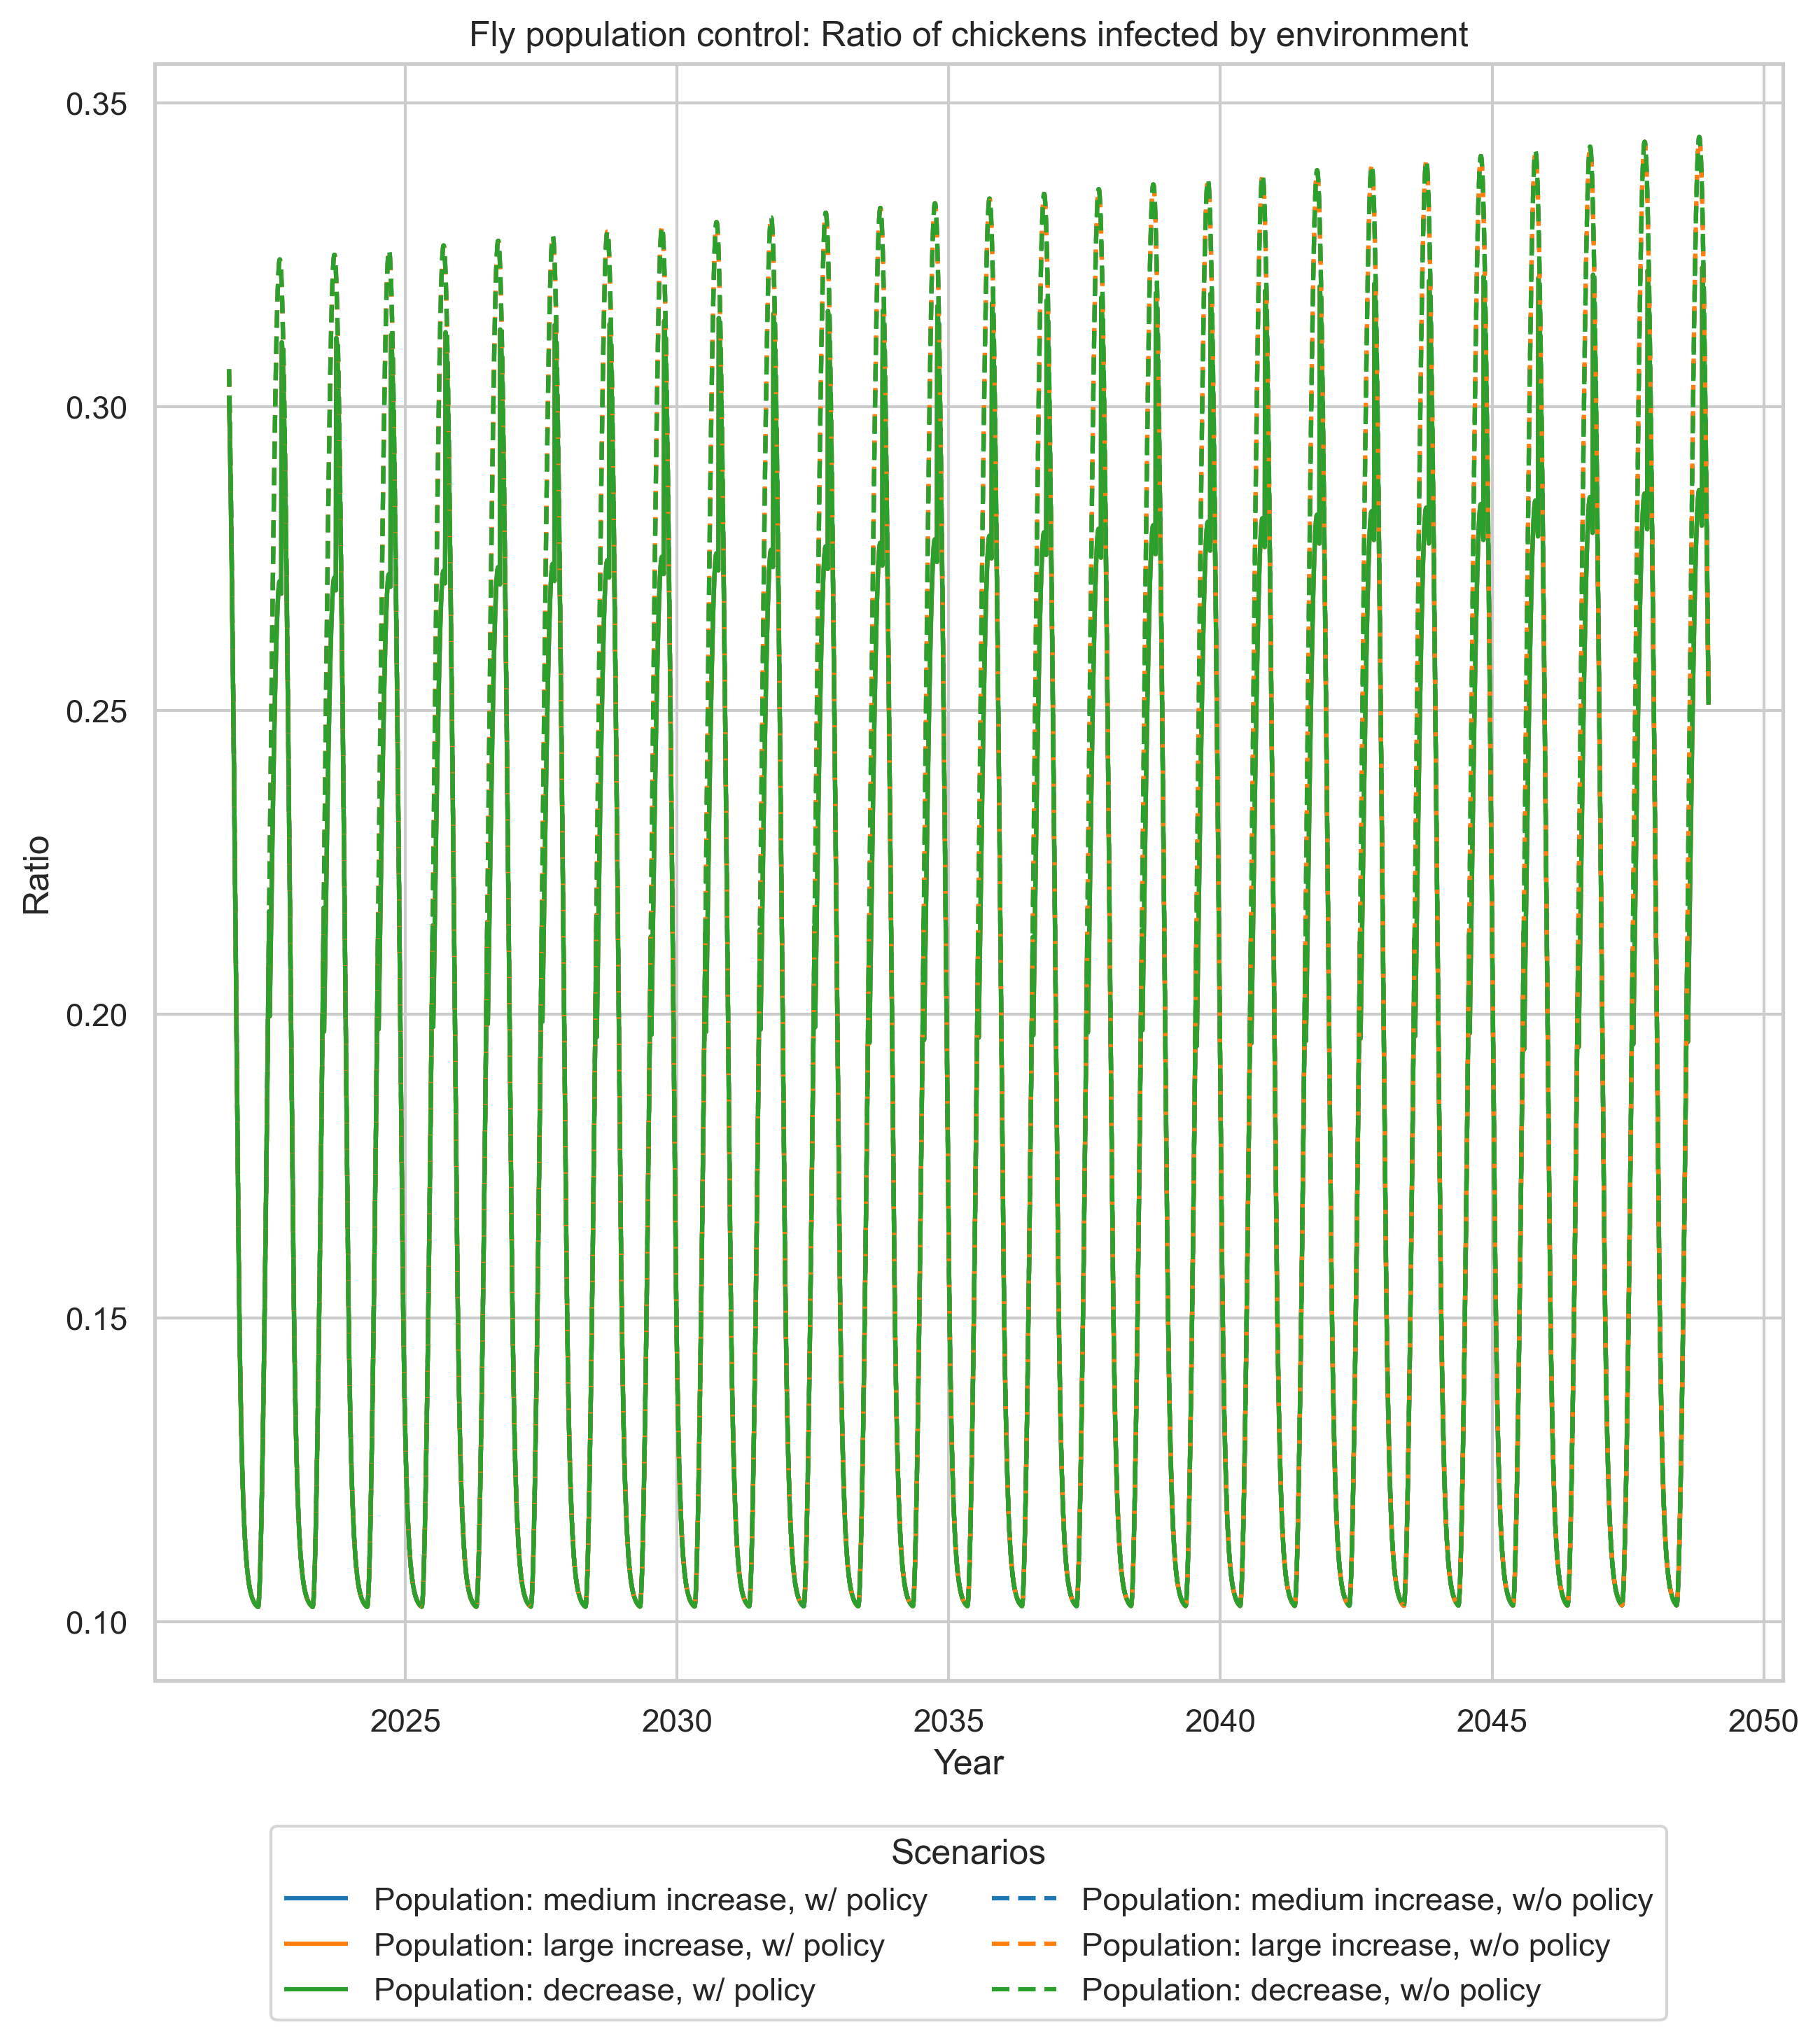 Fly population control: Ratio of chickens infected by environment
0.35
0.30
0.25
0.20
0.15
0.10
Ratio
2025 2030 2035 2040 2045 2050
Year
Scenarios
Population: medium increase, w/ policy Population: medium increase, w/o policy
Population: large increase, w/ policy Population: large increase, w/o policy
Population: decrease, w/ policy Population: decrease, w/o policy